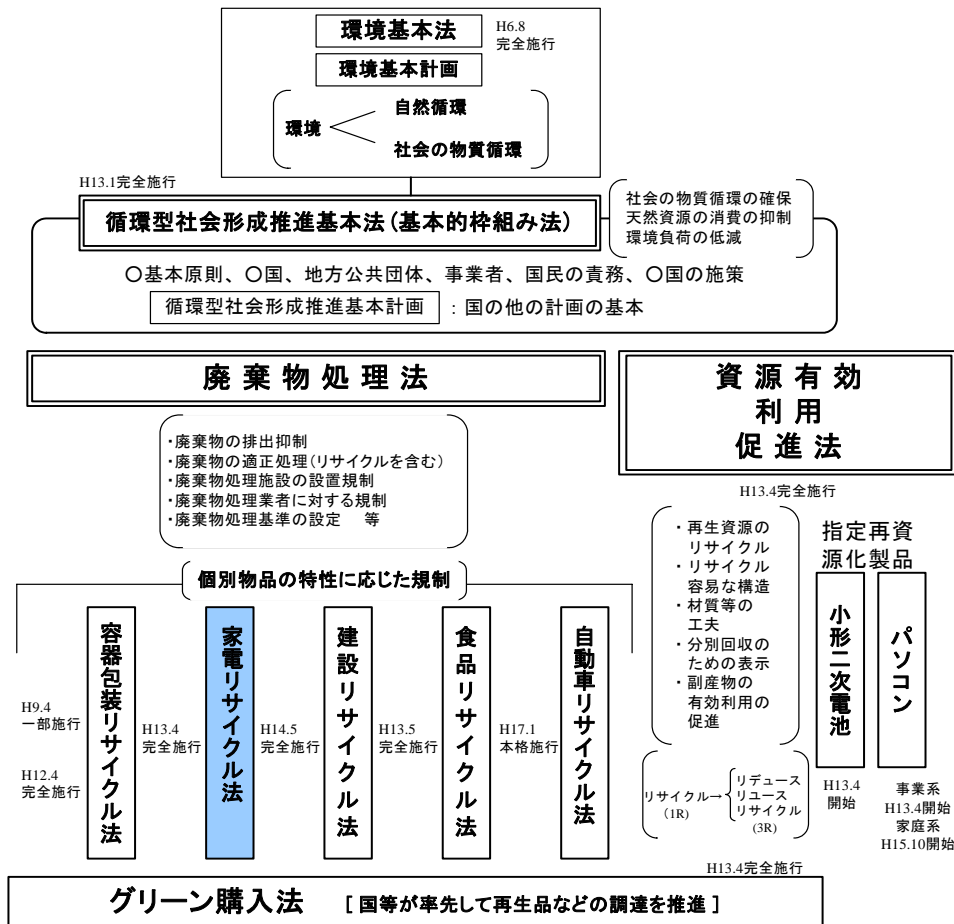 環境基本法
H6.8
完全施行
環境基本計画
環境
自然循環
社会の物質循環
H13.1完全施行
循環型社会形成推進基本法(基本的枠組み法)
社会の物質循環の確保
天然資源の消費の抑制
環境負荷の低減
○基本原則、○国、地方公共団体、事業者、国民の責務、○国の施策
循環型社会形成推進基本計画 : 国の他の計画の基本
廃棄物処理法
・廃棄物の排出抑制
・廃棄物の適正処理(リサイクルを含む)
・廃棄物処理施設の設置規制
・廃棄物処理業者に対する規制
・廃棄物処理基準の設定 等
資源有効
利用
促進法
H13.4完全施行
・再生資源の
リサイクル
・リサイクル
容易な構造
・材質等の
工夫
・分別回収の
ための表示
・副産物の
有効利用の
促進
リサイクル→
(1R)
リデュース
リユース
リサイクル
(3R)
指定再資
源化製品
小形二次電池
H13.4
開始
パソコン
事業系
H13.4開始
家庭系
H15.10開始
個別物品の特性に応じた規制
H9.4
一部施行
H12.4
完全施行
容器包装リサイクル法
H13.4
完全施行
家電リサイクル法
H14.5
完全施行
建設リサイクル法
H13.5
完全施行
食品リサイクル法
H17.1
本格施行
自動車リサイクル法
H13.4完全施行
グリーン購入法 [国等が率先して再生品などの調達を推進]